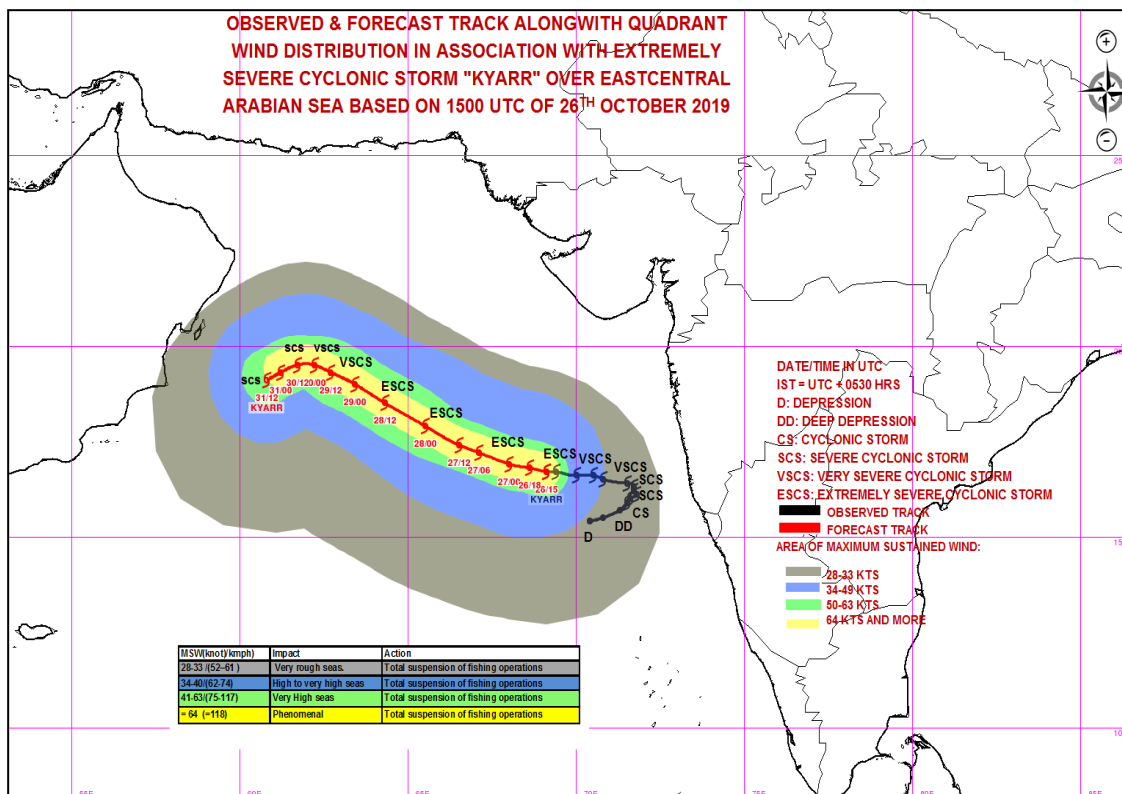 OBSERVED & FORECAST TRACK ALONGWITH QUADRANT
WIND DISTRIBUTION IN ASSOCIATION WITH EXTREMELY
SEVERE CYCLONIC STORM "KYARR" OVER EASTCENTRAL
ARABIAN SEA BASED ON 1500 UTC OF 26TH OCTOBER 2019
+
-
25
DATE/TIME IN UTC
IST = UTC + 0530 HRS
D: DEPRESSION
DD: DEEP DEPRESSION
CS: CYCLONIC STORM
SCS: SEVERE CYCLONIC STORM
VSCS: VERY SEVERE CYCLONIC STORM
ESCS: EXTREMELY SEVERE CYCLONIC STORM
OBSERVED TRACK
FORECAST TRACK
AREA OF MAXIMUM SUSTAINED WIND:
28-33 KTS
34-49 KTS
50-63 KTS
64 KTS AND MORE
SCS
VSCS
VSCS
SCS
ESCS
ESCS
ESCS
ESCS
VSCS
VSCS
SCS
SCS
CS
DD
D
31/12
KYARR
31/00
30/12
29/12
29/00
28/12
28/00
27/12
27/06
27/00
26/18
26/15
KYARR
15
10
MSW(knot)/kmph) Impact Action
28-33 /(52–61 ) Very rough seas. Total suspension of fishing operations
34-40/(62-74) High to very high seas Total suspension of fishing operations
41-63/(75-117) Very High seas Total suspension of fishing operations
= 64 (=118) Phenomenal Total suspension of fishing operations